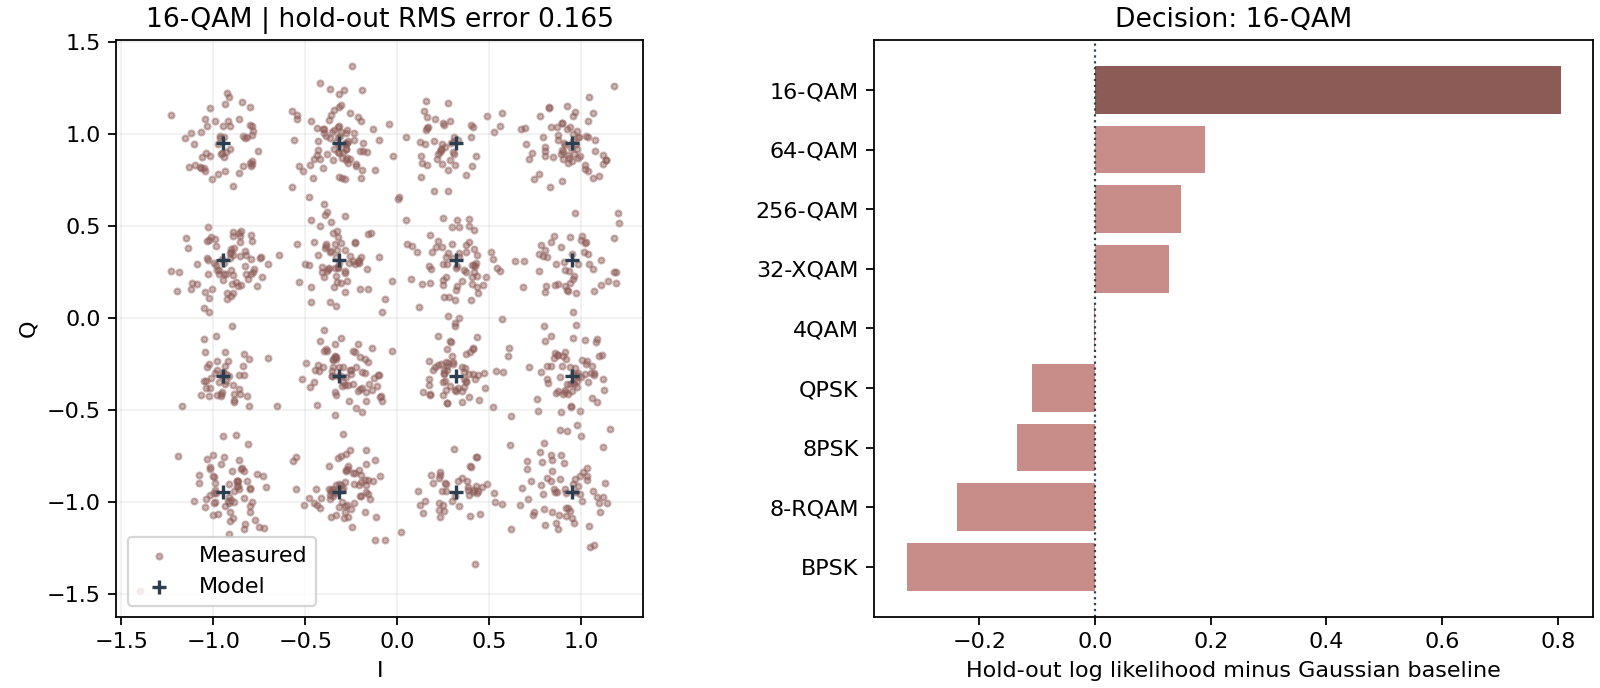 16-QAM | hold-out RMS error 0.165
1.5
1.0
0.5
0.0
−0.5
−1.0
−1.5
Q
Measured
Model
−1.5
−1.0
−0.5
0.0
0.5
1.0
I
Decision: 16-QAM
16-QAM
64-QAM
256-QAM
32-XQAM
4QAM
QPSK
8PSK
8-RQAM
BPSK
−0.2
0.0
0.2
0.4
0.6
0.8
Hold-out log likelihood minus Gaussian baseline